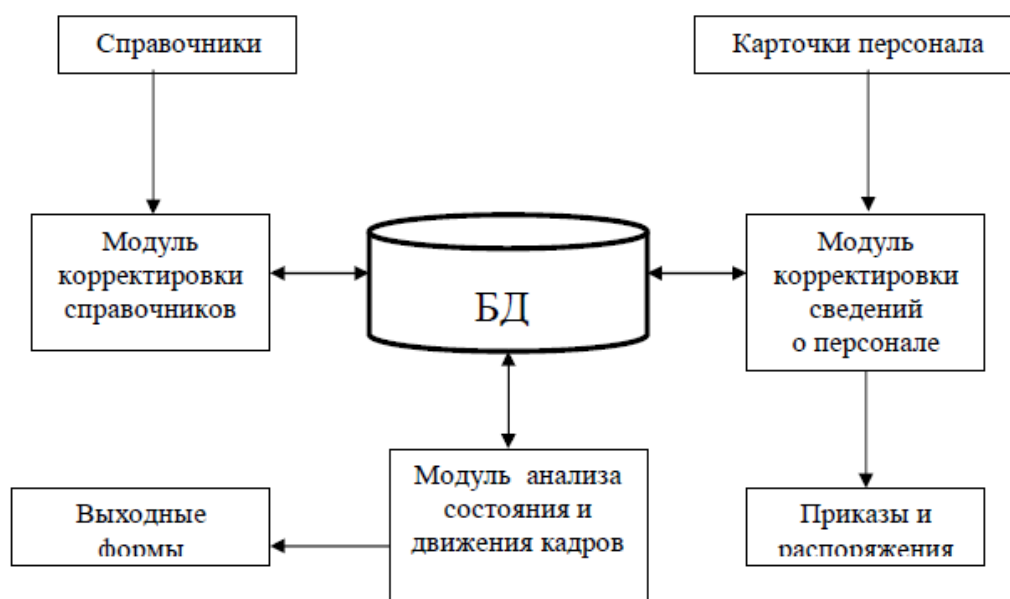 Справочники
Карточки персонала
Модуль
корректировки
справочников
БД
Модуль
корректировки
сведений
о персонале
Модуль анализа
состояния и
движения кадров
Выходные
формы
Приказы и
распоряжения